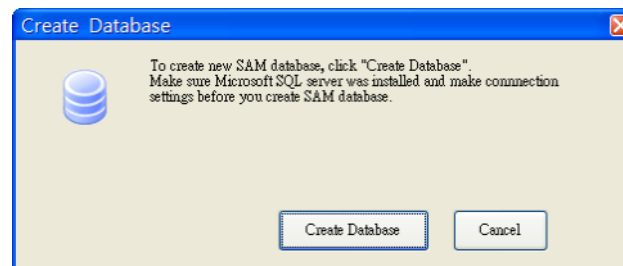 Create Database
To create new SAM database, click "Create Database".
Make sure Microsoft SQL server was installed and make connnection
settings before you create SAM database.
Create Database
Cancel